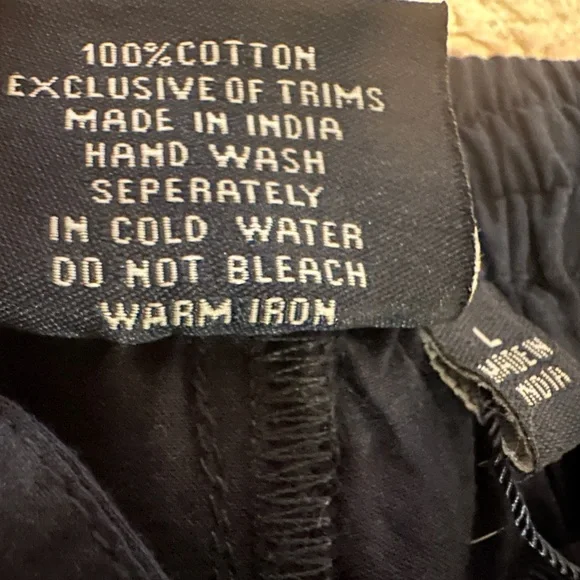 100%COTTON
EXCLUSIVE OF TRIMS
MADE IN INDIA
HAND WASH
SEPERATELY
IN COLD WATER
DO NOT BLEACH
WARM IRON
L
MADE IN
INDIA